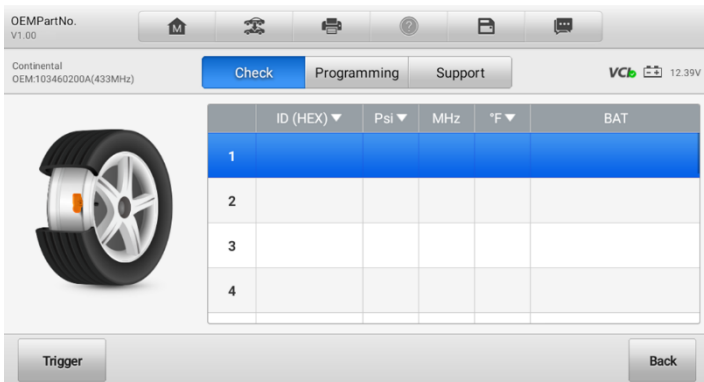 OEMPartNo.
V1.00
M
Continental
OEM:103460200A(433MHz)
Check Programming Support
VCI 12.39V
ID (HEX) ▼ Psi ▼ MHz °F ▼ BAT
1
2
3
4
Trigger Back